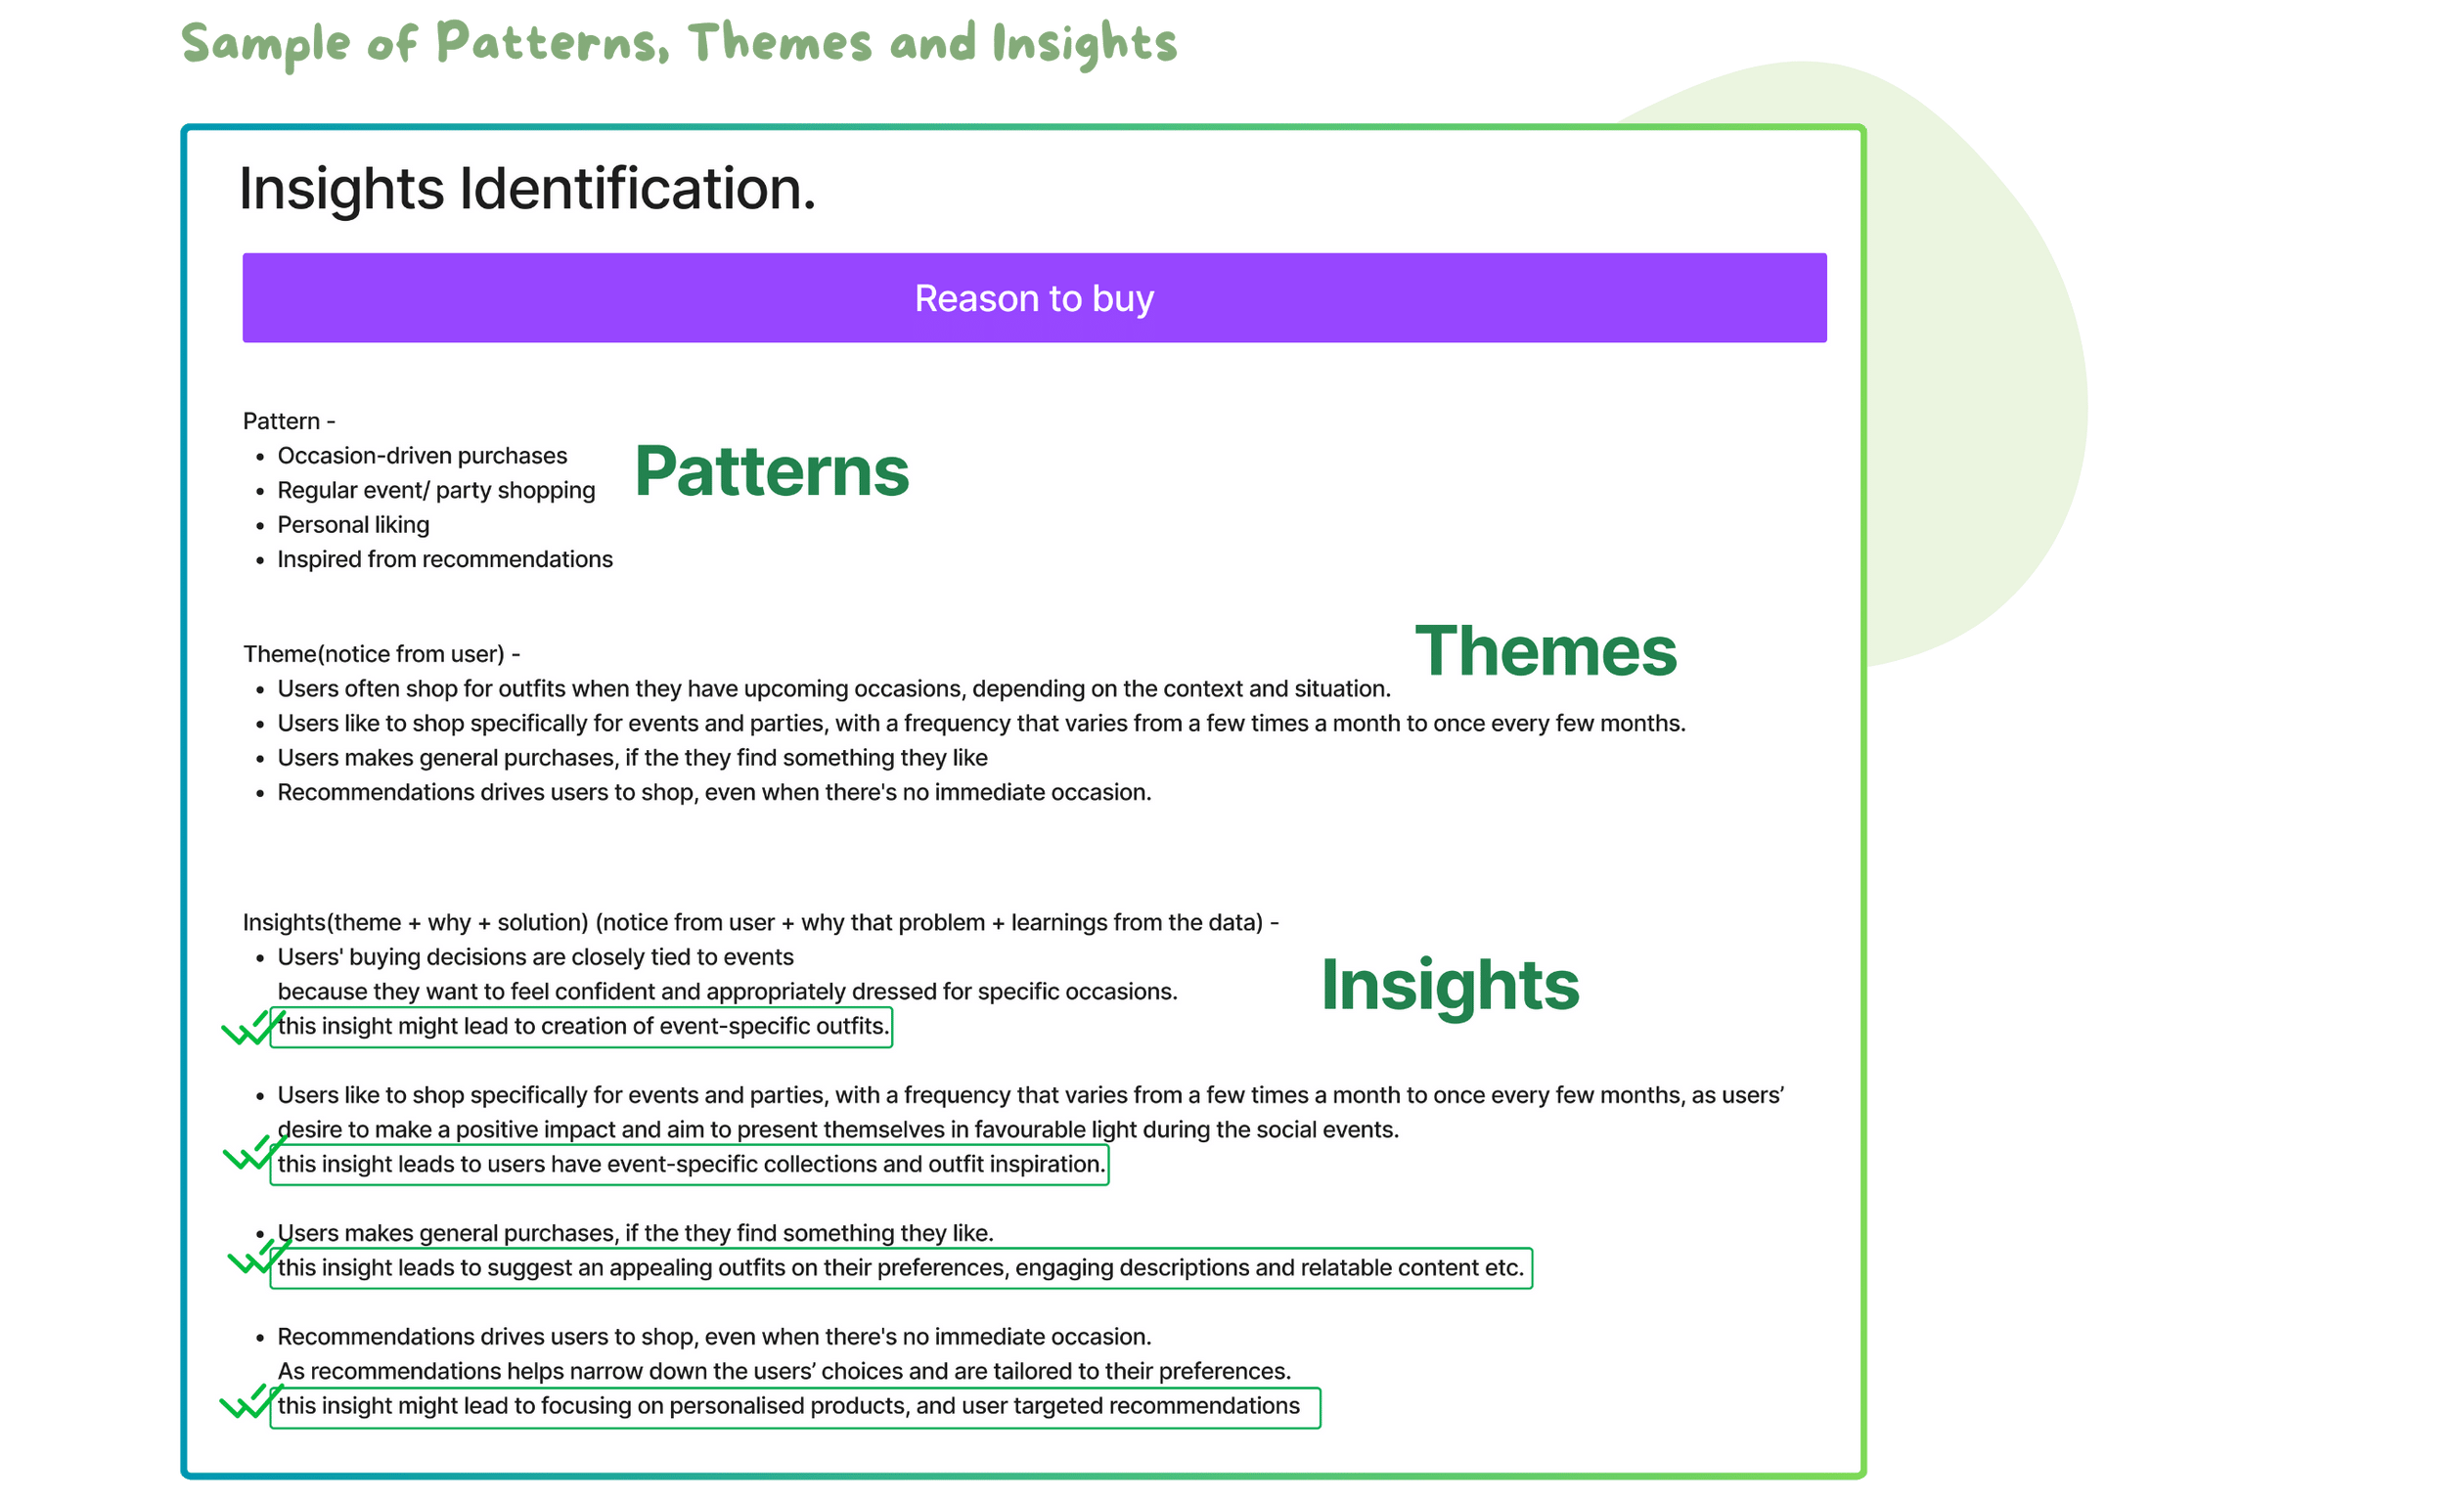 Sample of Patterns, Themes and Insights
Insights Identification.
Reason to buy
Pattern -
• Occasion-driven purchases
• Regular event/ party shopping
• Personal liking
• Inspired from recommendations
Patterns
Themes
Theme(notice from user) -
• Users often shop for outfits when they have upcoming occasions, depending on the context and situation.
• Users like to shop specifically for events and parties, with a frequency that varies from a few times a month to once every few months.
• Users makes general purchases, if the they find something they like
• Recommendations drives users to shop, even when there's no immediate occasion.
Insights(theme + why + solution) (notice from user + why that problem + learnings from the data) -
• Users' buying decisions are closely tied to events
because they want to feel confident and appropriately dressed for specific occasions.
this insight might lead to creation of event-specific outfits.
Insights
• Users like to shop specifically for events and parties, with a frequency that varies from a few times a month to once every few months, as users’
desire to make a positive impact and aim to present themselves in favourable light during the social events.
this insight leads to users have event-specific collections and outfit inspiration.
• Users makes general purchases, if the they find something they like.
this insight leads to suggest an appealing outfits on their preferences, engaging descriptions and relatable content etc.
• Recommendations drives users to shop, even when there's no immediate occasion.
As recommendations helps narrow down the users’ choices and are tailored to their preferences.
this insight might lead to focusing on personalised products, and user targeted recommendations